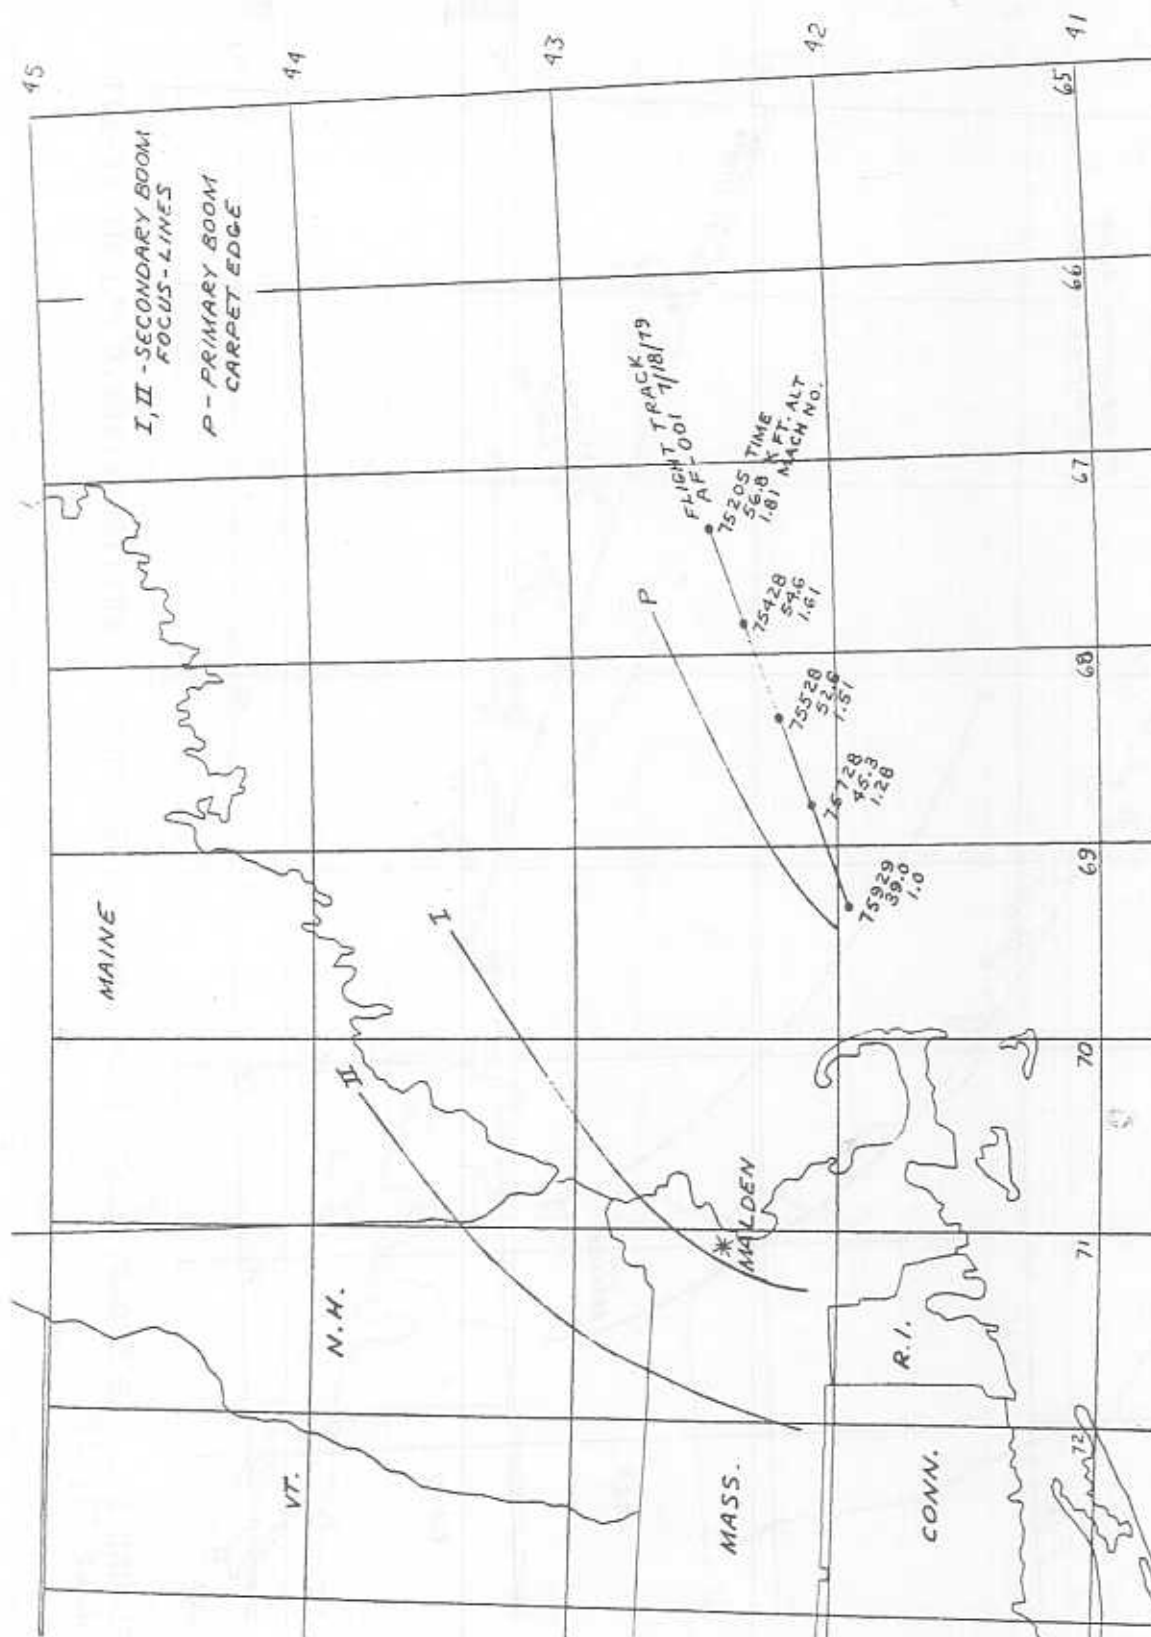 45
44
43
42
41
I, II - SECONDARY BOOM
FOCUS-LINES
P - PRIMARY BOOM
CARPET EDGE
65
66
67
68
69
70
71
72
FLIGHT TRACK
AFL001 7/18/79
75205 TIME
56.8 K FT. ALT
1.81 MACH NO.
75428
54.6
1.61
75528
52.6
1.51
75728
45.3
1.28
75929
39.0
1.0
P
I
II
MAINE
N.H.
VT.
MALDEN
MASS.
R.I.
CONN.